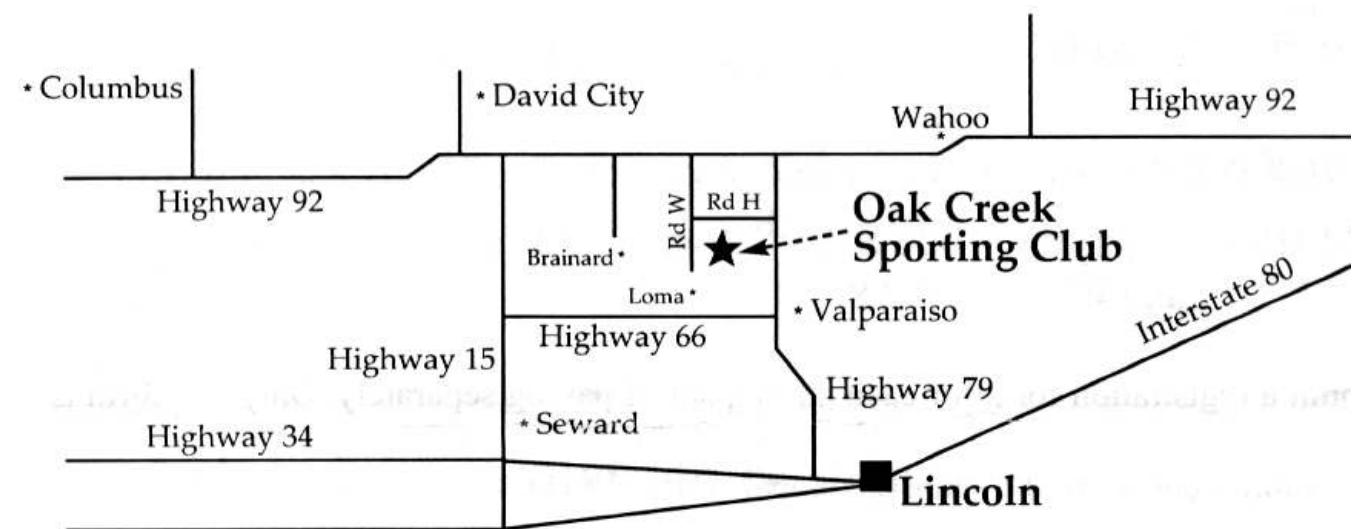 * Columbus
* David City
Wahoo
*
Highway 92
Highway 92
Rd W
Rd H
Oak Creek
Sporting Club
Brainard *
Loma *
* Valparaiso
Interstate 80
Highway 66
Highway 15
Highway 79
* Seward
Highway 34
Lincoln